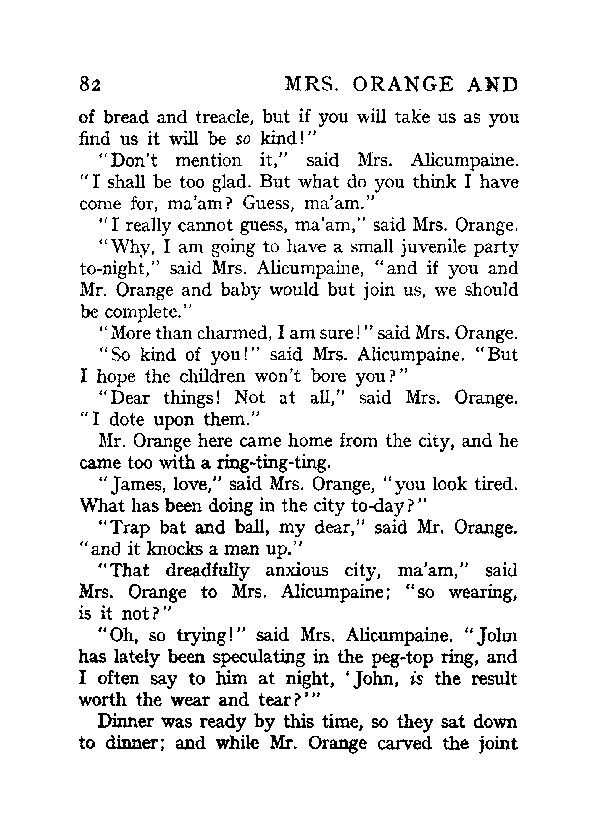 82 MRS. ORANGE AND
of bread and treacle, but if you will take us as you
find us it will be so kind!"
"Don't mention it," said Mrs. Alicumpaine.
"I shall be too glad. But what do you think I have
come for, ma'am? Guess, ma'am."
"I really cannot guess, ma'am," said Mrs. Orange.
"Why, I am going to have a small juvenile party
to-night," said Mrs. Alicumpaine, "and if you and
Mr. Orange and baby would but join us, we should
be complete."
"More than charmed, I am sure!" said Mrs. Orange.
"So kind of you!" said Mrs. Alicumpaine. "But
I hope the children won't bore you?"
"Dear things! Not at all," said Mrs. Orange.
"I dote upon them."
Mr. Orange here came home from the city, and he
came too with a ring-ting-ting.
"James, love," said Mrs. Orange, "you look tired.
What has been doing in the city to-day?"
"Trap bat and ball, my dear," said Mr. Orange.
"and it knocks a man up."
"That dreadfully anxious city, ma'am," said
Mrs. Orange to Mrs. Alicumpaine; "so wearing,
is it not?"
"Oh, so trying!" said Mrs. Alicumpaine. "John
has lately been speculating in the peg-top ring, and
I often say to him at night, 'John, is the result
worth the wear and tear?'"
Dinner was ready by this time, so they sat down
to dinner; and while Mr. Orange carved the joint